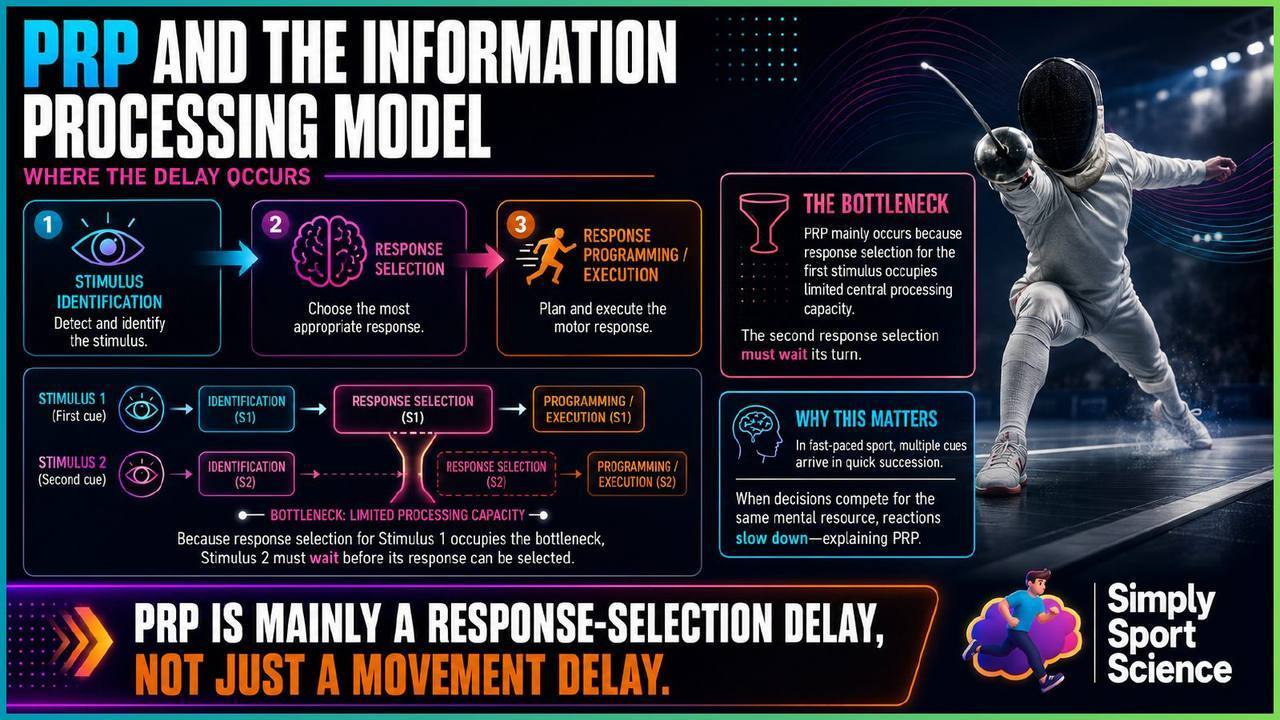 PRP AND THE INFORMATION
PROCESSING MODEL
WHERE THE DELAY OCCURS
1
STIMULUS
IDENTIFICATION
Detect and identify
the stimulus.
2
RESPONSE
SELECTION
Choose the most
appropriate response.
3
RESPONSE
PROGRAMMING /
EXECUTION
Plan and execute the
motor response.
STIMULUS 1
(First cue)
IDENTIFICATION
(S1)
RESPONSE SELECTION
(S1)
PROGRAMMING /
EXECUTION (S1)
STIMULUS 2
(Second cue)
IDENTIFICATION
(S2)
RESPONSE SELECTION
(S2)
PROGRAMMING /
EXECUTION (S2)
BOTTLENECK: LIMITED PROCESSING CAPACITY
Because response selection for Stimulus 1 occupies the bottleneck,
Stimulus 2 must wait before its response can be selected.
THE BOTTLENECK
PRP mainly occurs because
response selection for the
first stimulus occupies
limited central processing
capacity.
The second response selection
must wait its turn.
WHY THIS MATTERS
In fast-paced sport, multiple cues
arrive in quick succession.
When decisions compete for the
same mental resource, reactions
slow down—explaining PRP.
PRP IS MAINLY A RESPONSE-SELECTION DELAY,
NOT JUST A MOVEMENT DELAY.
Simply
Sport
Science